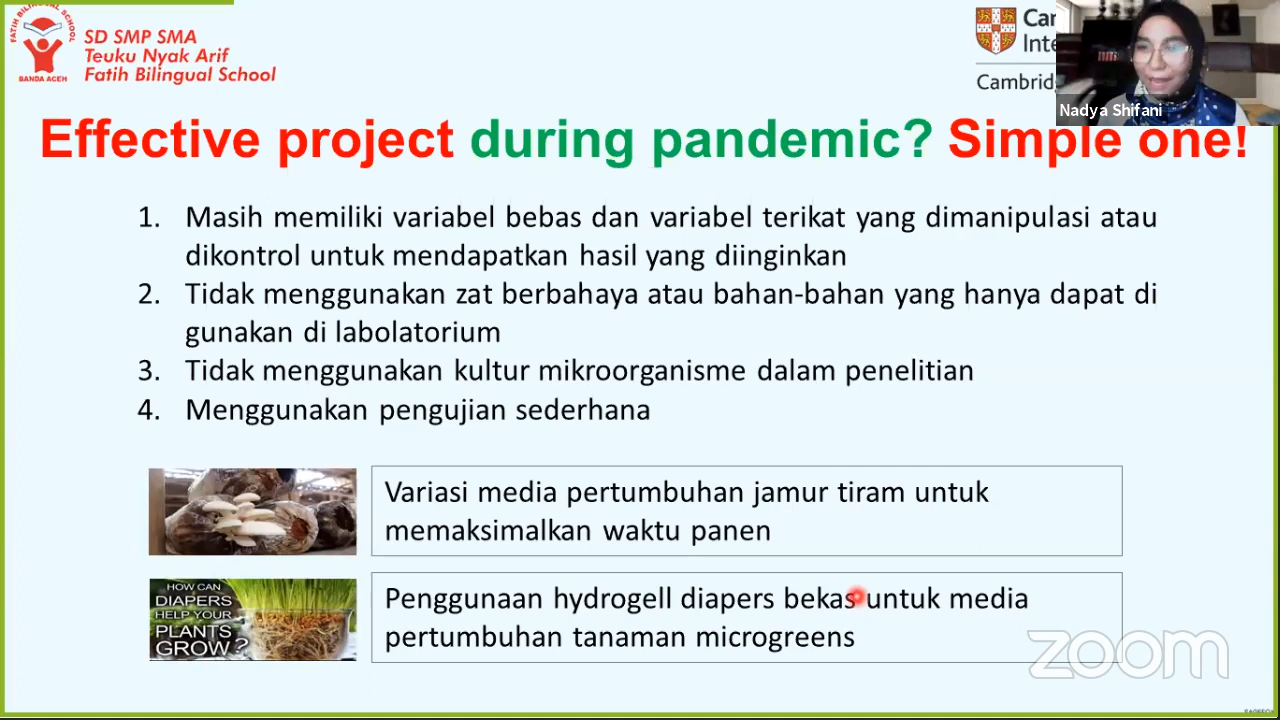 FATIH BILINGUAL SCHOOL
BANDA ACEH
SD SMP SMA
Teuku Nyak Arif
Fatih Bilingual School
Nadya Shifani
Effective project during pandemic? Simple one!
1. Masih memiliki variabel bebas dan variabel terikat yang dimanipulasi atau
dikontrol untuk mendapatkan hasil yang diinginkan
2. Tidak menggunakan zat berbahaya atau bahan-bahan yang hanya dapat di
gunakan di labolatorium
3. Tidak menggunakan kultur mikroorganisme dalam penelitian
4. Menggunakan pengujian sederhana
Variasi media pertumbuhan jamur tiram untuk
memaksimalkan waktu panen
HOW CAN
DIAPERS
HELP YOUR
PLANTS
GROW?
Penggunaan hydrogell diapers bekas untuk media
pertumbuhan tanaman microgreens
zoom